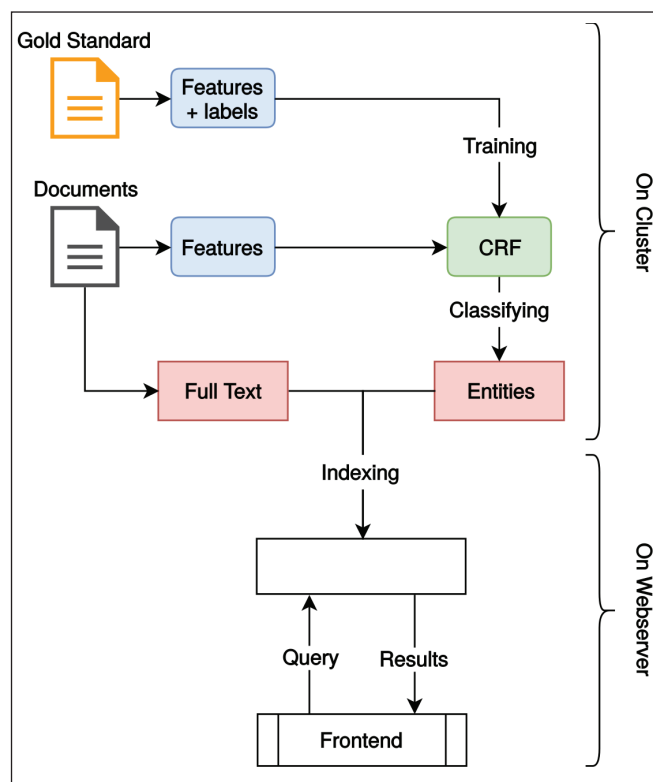 Gold Standard
Features
+ labels
Training
Documents
Features
CRF
Classifying
Full Text
Entities
On Cluster
Indexing
Query
Results
Frontend
On Webserver